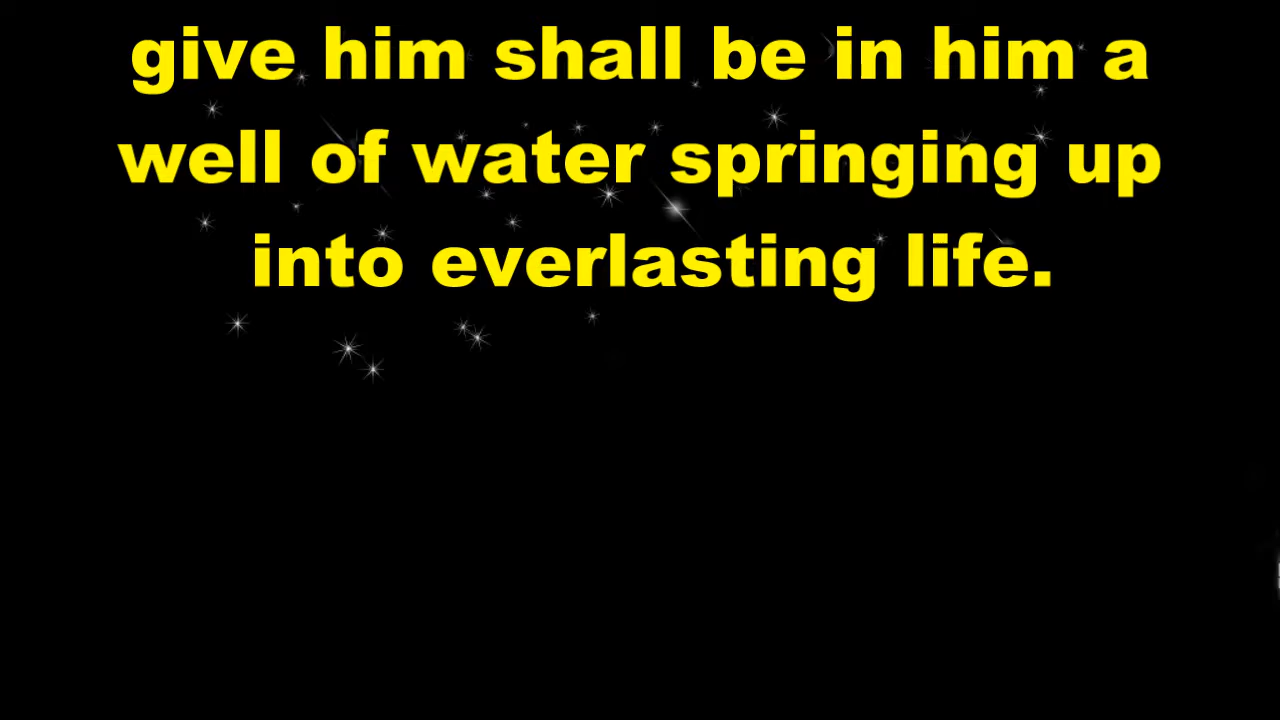 give him shall be in him a
well of water springing up
into everlasting life.